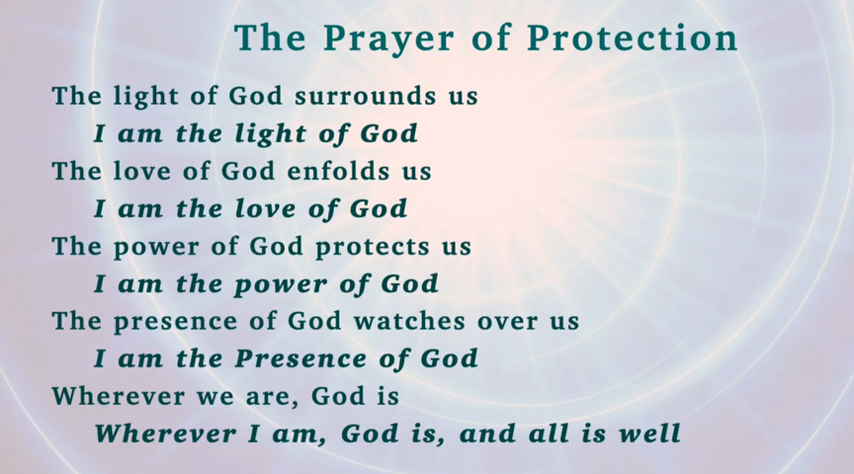 The Prayer of Protection
The light of God surrounds us
I am the light of God
The love of God enfolds us
I am the love of God
The power of God protects us
I am the power of God
The presence of God watches over us
I am the Presence of God
Wherever we are, God is
Wherever I am, God is, and all is well